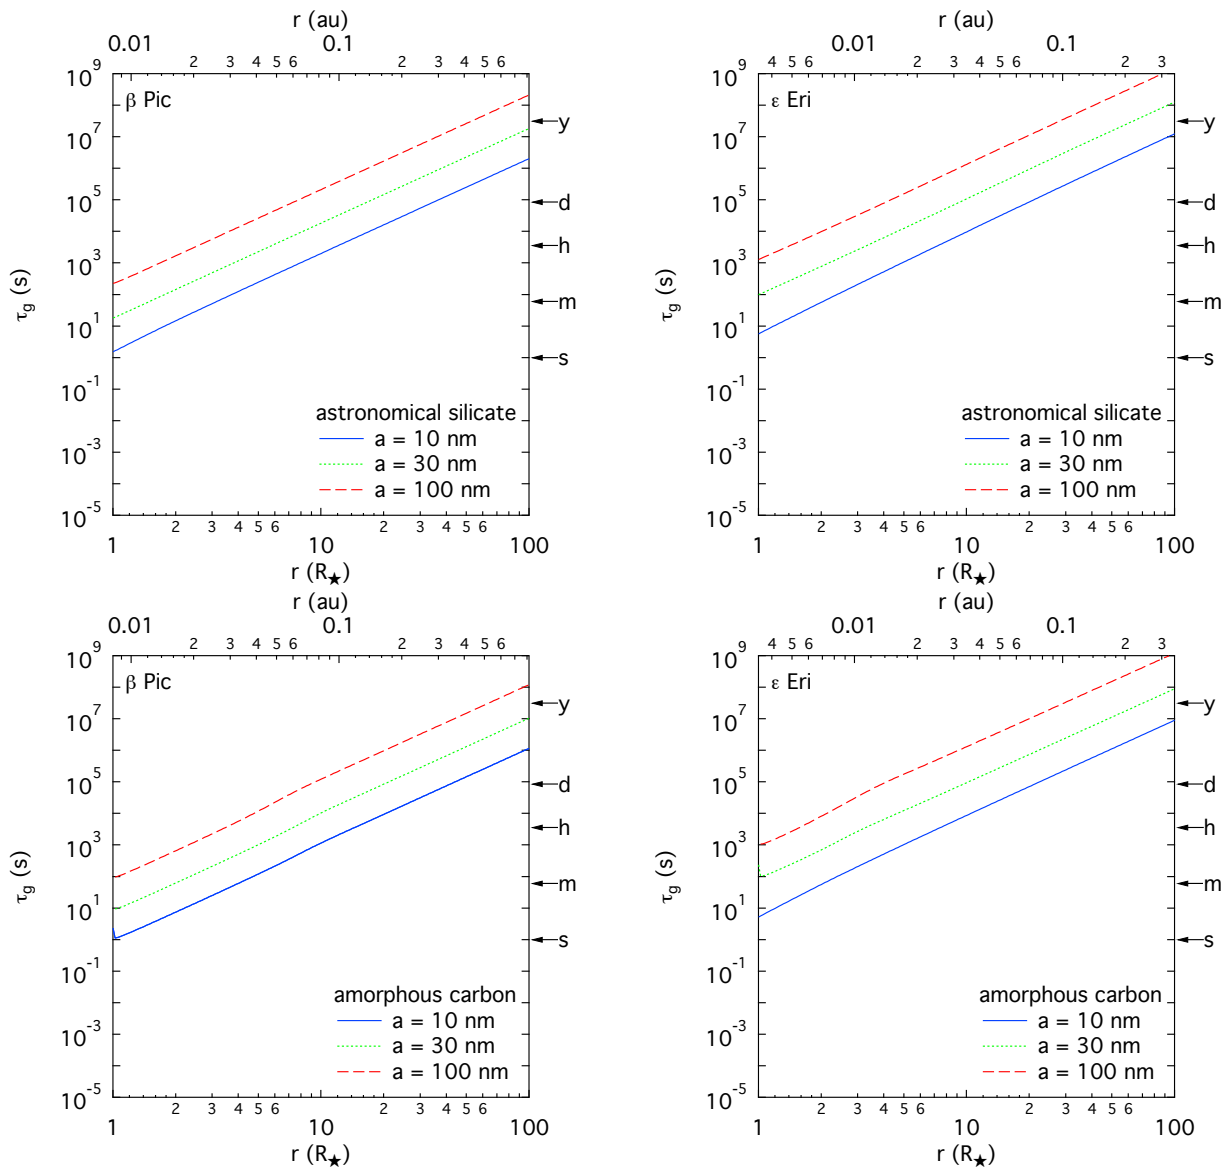 r (au)
0.01 2 3 4 5 6 0.1 2 3 4 5 6
10^9
10^7
10^5
10^3
10^1
10^-1
10^-3
10^-5
τ_g (s)
β Pic
y
d
h
m
s
astronomical silicate
a = 10 nm
a = 30 nm
a = 100 nm
1 2 3 4 5 6 10 2 3 4 5 6 100
r (R★)
r (au)
4 5 6 0.01 2 3 4 5 6 0.1 2 3
10^9
10^7
10^5
10^3
10^1
10^-1
10^-3
10^-5
τ_g (s)
ε Eri
y
d
h
m
s
astronomical silicate
a = 10 nm
a = 30 nm
a = 100 nm
1 2 3 4 5 6 10 2 3 4 5 6 100
r (R★)
r (au)
0.01 2 3 4 5 6 0.1 2 3 4 5 6
10^9
10^7
10^5
10^3
10^1
10^-1
10^-3
10^-5
τ_g (s)
β Pic
y
d
h
m
s
amorphous carbon
a = 10 nm
a = 30 nm
a = 100 nm
1 2 3 4 5 6 10 2 3 4 5 6 100
r (R★)
r (au)
4 5 6 0.01 2 3 4 5 6 0.1 2 3
10^9
10^7
10^5
10^3
10^1
10^-1
10^-3
10^-5
τ_g (s)
ε Eri
y
d
h
m
s
amorphous carbon
a = 10 nm
a = 30 nm
a = 100 nm
1 2 3 4 5 6 10 2 3 4 5 6 100
r (R★)